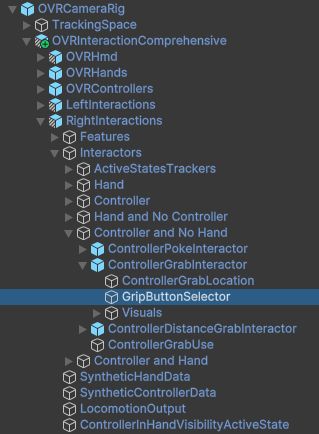 OVRCameraRig
TrackingSpace
OVRInteractionComprehensive
OVRHmd
OVRHands
OVRControllers
LeftInteractions
RightInteractions
Features
Interactors
ActiveStatesTrackers
Hand
Controller
Hand and No Controller
Controller and No Hand
ControllerPokeInteractor
ControllerGrabInteractor
ControllerGrabLocation
GripButtonSelector
Visuals
ControllerDistanceGrabInteractor
ControllerGrabUse
Controller and Hand
SyntheticHandData
SyntheticControllerData
LocomotionOutput
ControllerInHandVisibilityActiveState